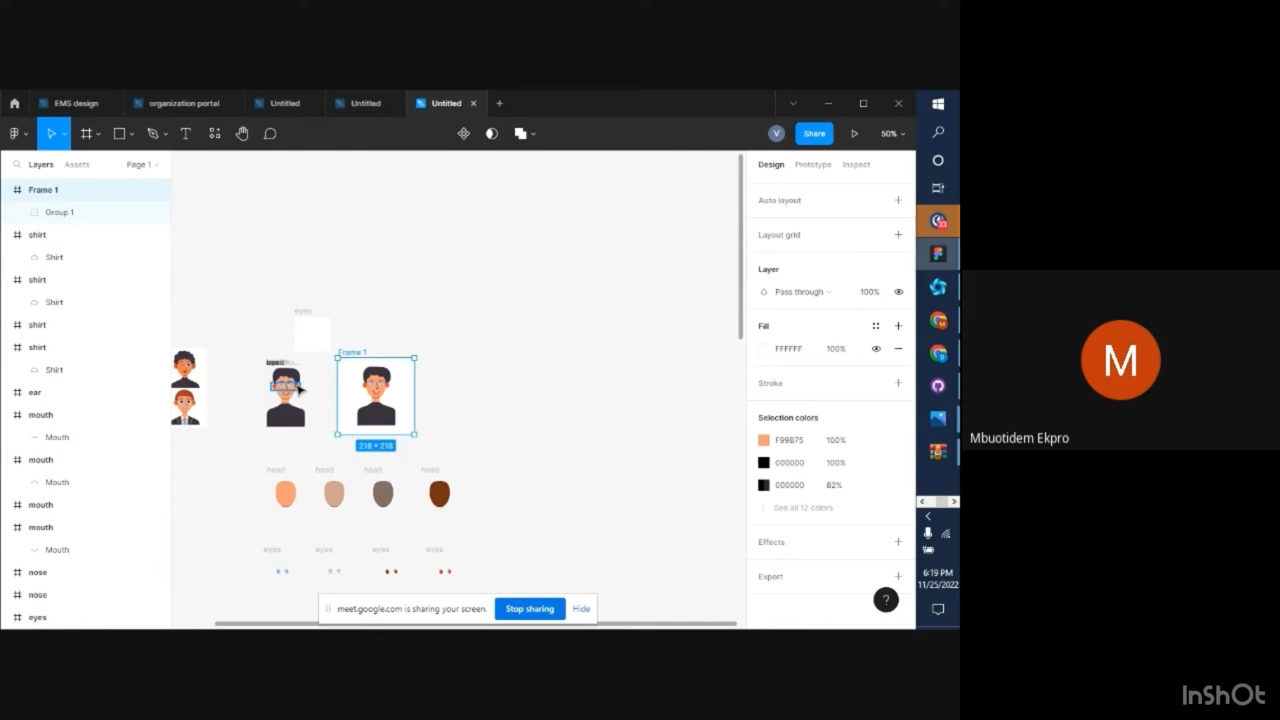 EMS design
organization portal
Untitled
Untitled
Untitled
V
Share
50%
Layers
Assets
Page 1
Design
Prototype
Inspect
Frame 1
Group 1
shirt
Shirt
shirt
Shirt
shirt
shirt
Shirt
ear
mouth
Mouth
mouth
Mouth
mouth
mouth
Mouth
nose
nose
eyes
eyes
Frame 1
218 × 218
head
head
head
head
eyes
eyes
eyes
eyes
meet.google.com is sharing your screen.
Stop sharing
Hide
Auto layout
Layout grid
Layer
Pass through
100%
Fill
FFFFFF
100%
Stroke
Selection colors
F99B75
100%
000000
100%
000000
82%
See all 12 colors
Effects
Export
?
6:19 PM
11/25/2022
M
Mbuotidem Ekpro
InShOt